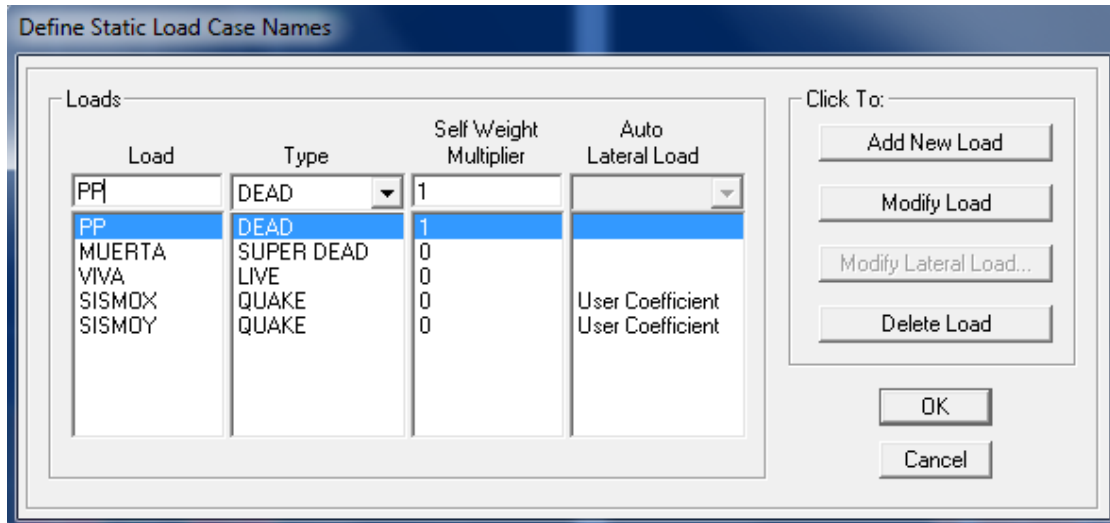 Define Static Load Case Names
Loads
Load Type Self Weight Multiplier Auto Lateral Load
PP DEAD 1
PP DEAD 1
MUERTA SUPER DEAD 0
VIVA LIVE 0
SISMOX QUAKE 0 User Coefficient
SISMOY QUAKE 0 User Coefficient
Click To:
Add New Load
Modify Load
Modify Lateral Load...
Delete Load
OK
Cancel